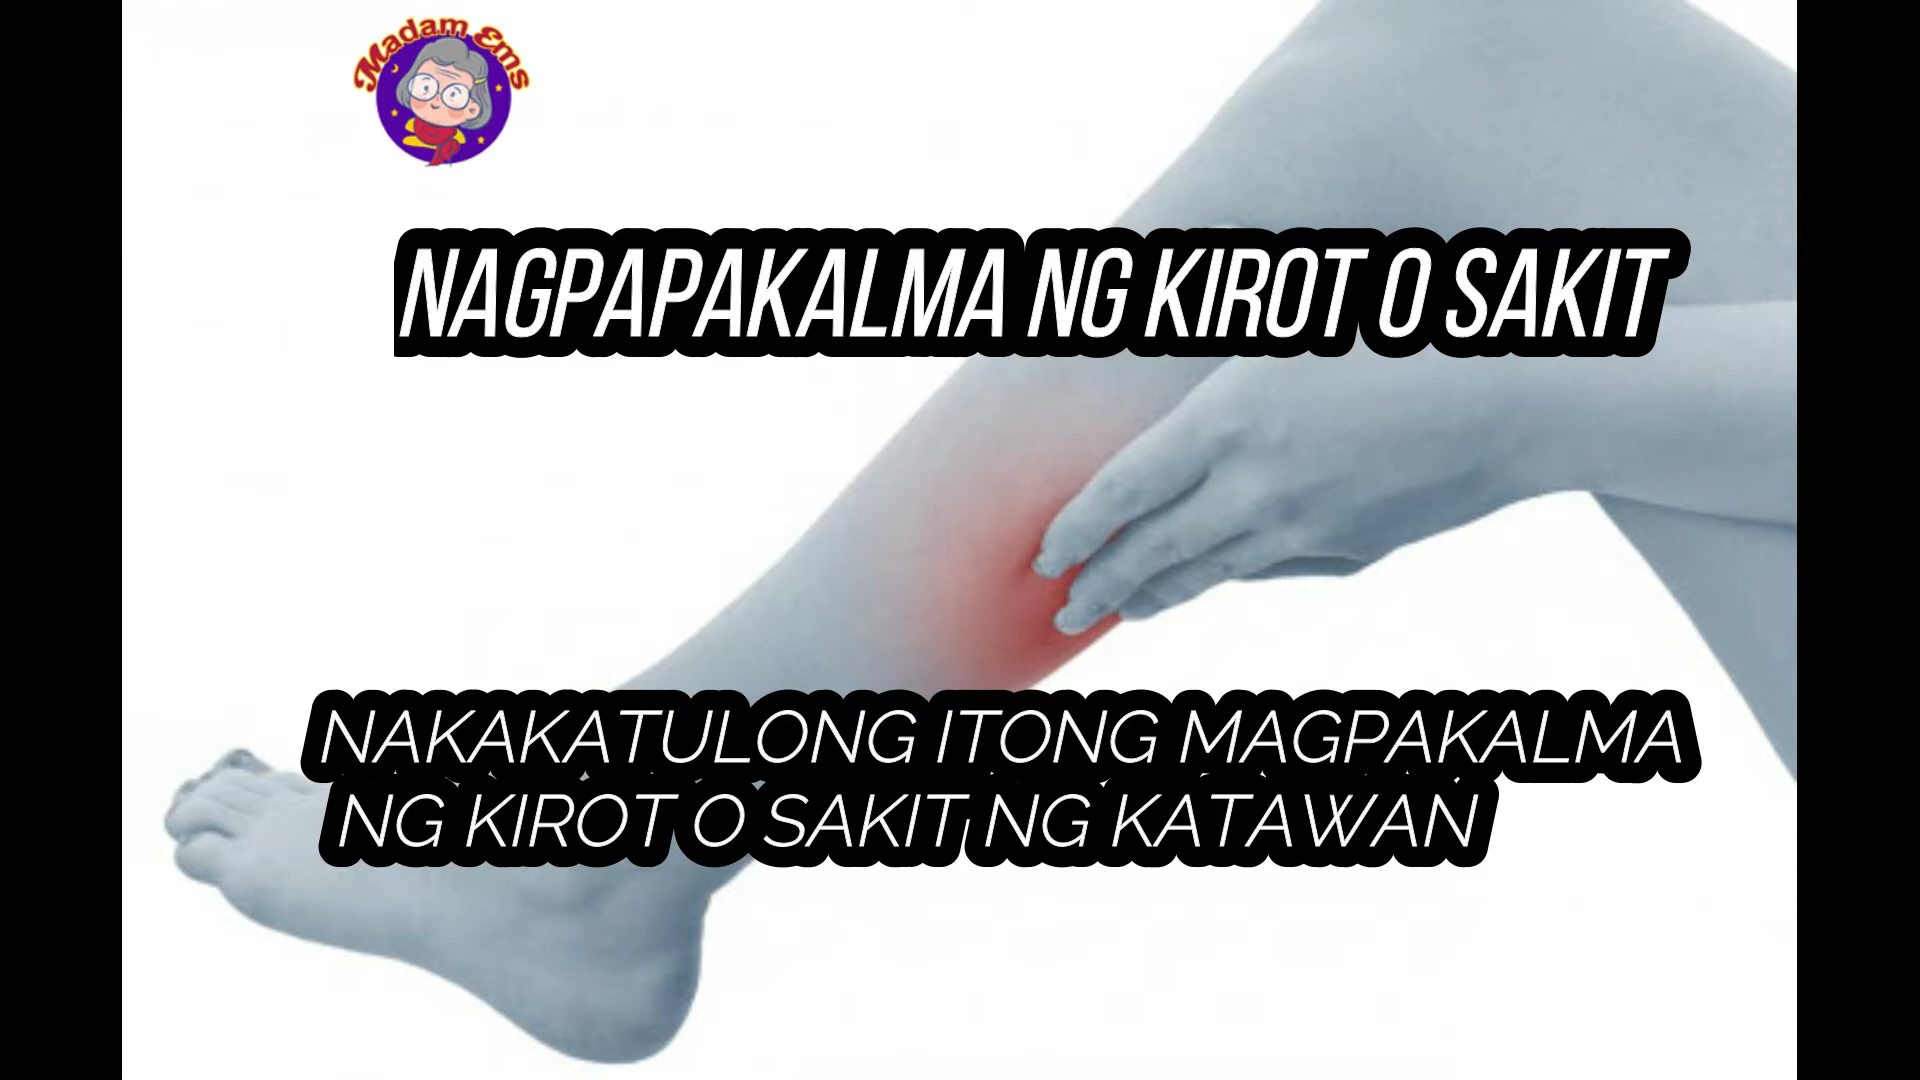 Madam Ems
NAGPAPAKALMA NG KIROT O SAKIT
NAKAKATULONG ITONG MAGPAKALMA
NG KIROT O SAKIT NG KATAWAN